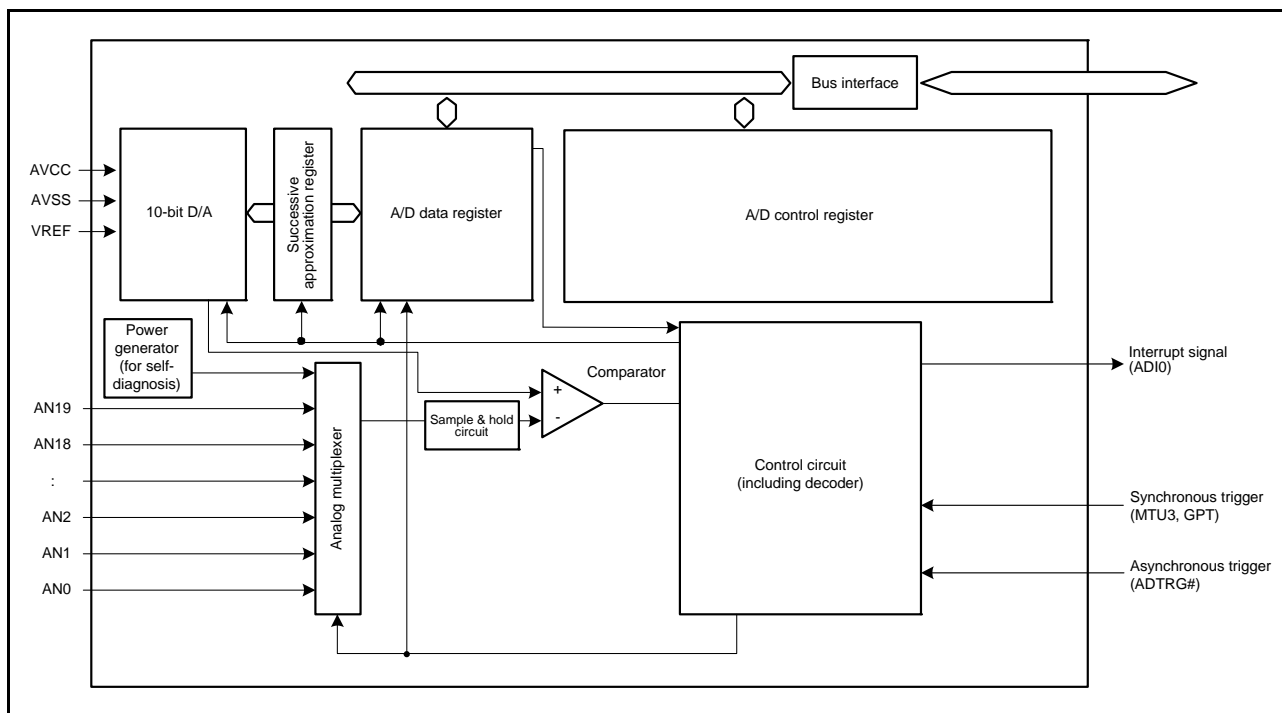 Bus interface
AVCC
AVSS
VREF
10-bit D/A
Successive
approximation register
A/D data register
A/D control register
Power
generator
(for self-
diagnosis)
Comparator
+
-
Sample & hold
circuit
Analog multiplexer
AN19
AN18
:
AN2
AN1
AN0
Control circuit
(including decoder)
Interrupt signal
(ADI0)
Synchronous trigger
(MTU3, GPT)
Asynchronous trigger
(ADTRG#)